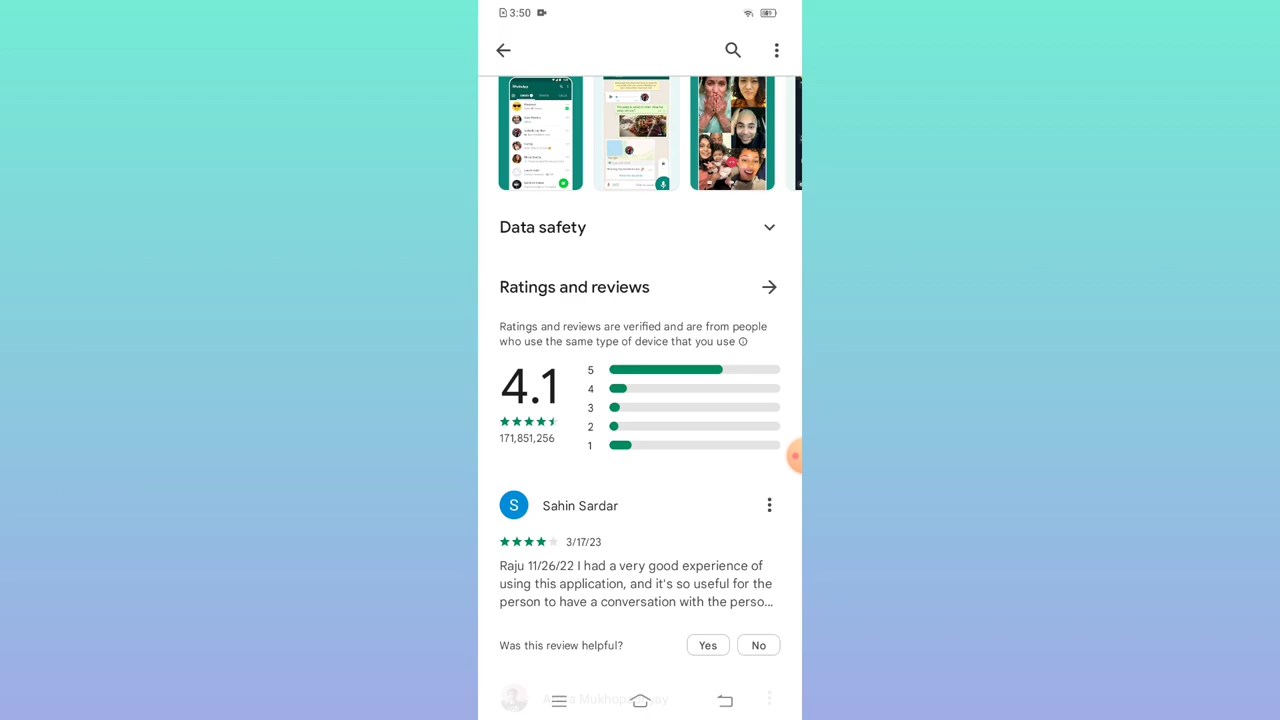 3:50
WhatsApp
Data safety
Ratings and reviews
Ratings and reviews are verified and are from people
who use the same type of device that you use
4.1
171,851,256
5
4
3
2
1
S
Sahin Sardar
3/17/23
Raju 11/26/22 I had a very good experience of
using this application, and it's so useful for the
person to have a conversation with the perso...
Was this review helpful?
Yes
No